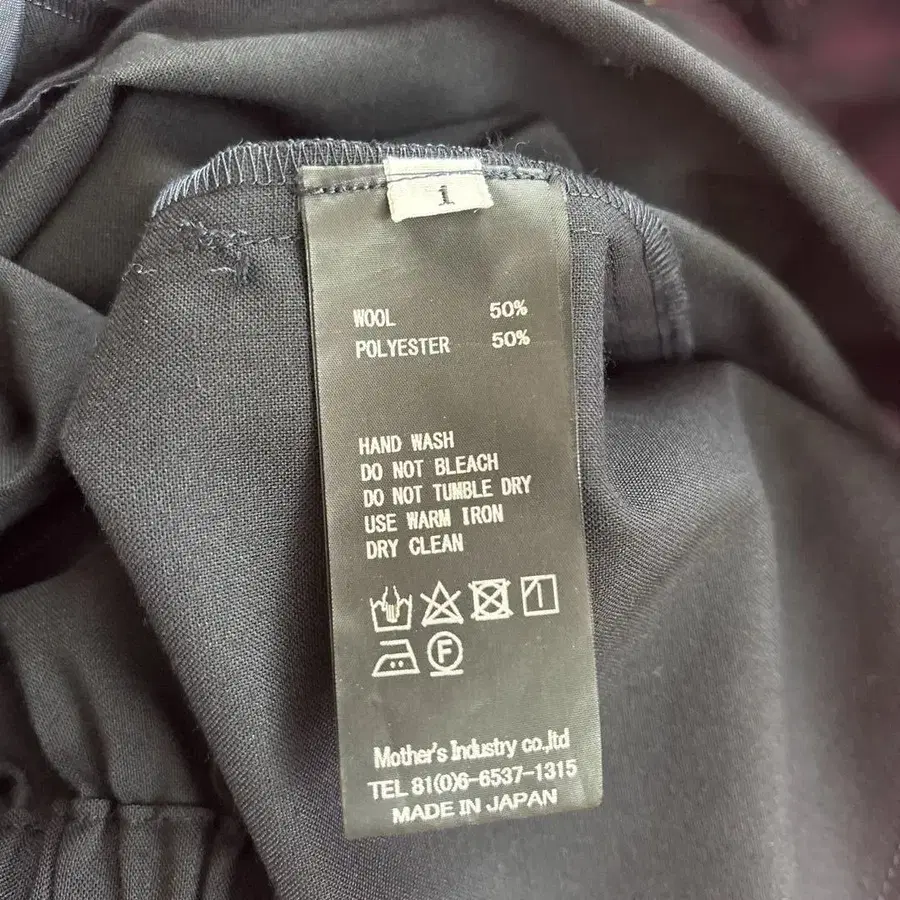 1
WOOL 50%
POLYESTER 50%
HAND WASH
DO NOT BLEACH
DO NOT TUMBLE DRY
USE WARM IRON
DRY CLEAN
F
Mother's Industry co.,ltd
TEL 81(0)6-6537-1315
MADE IN JAPAN